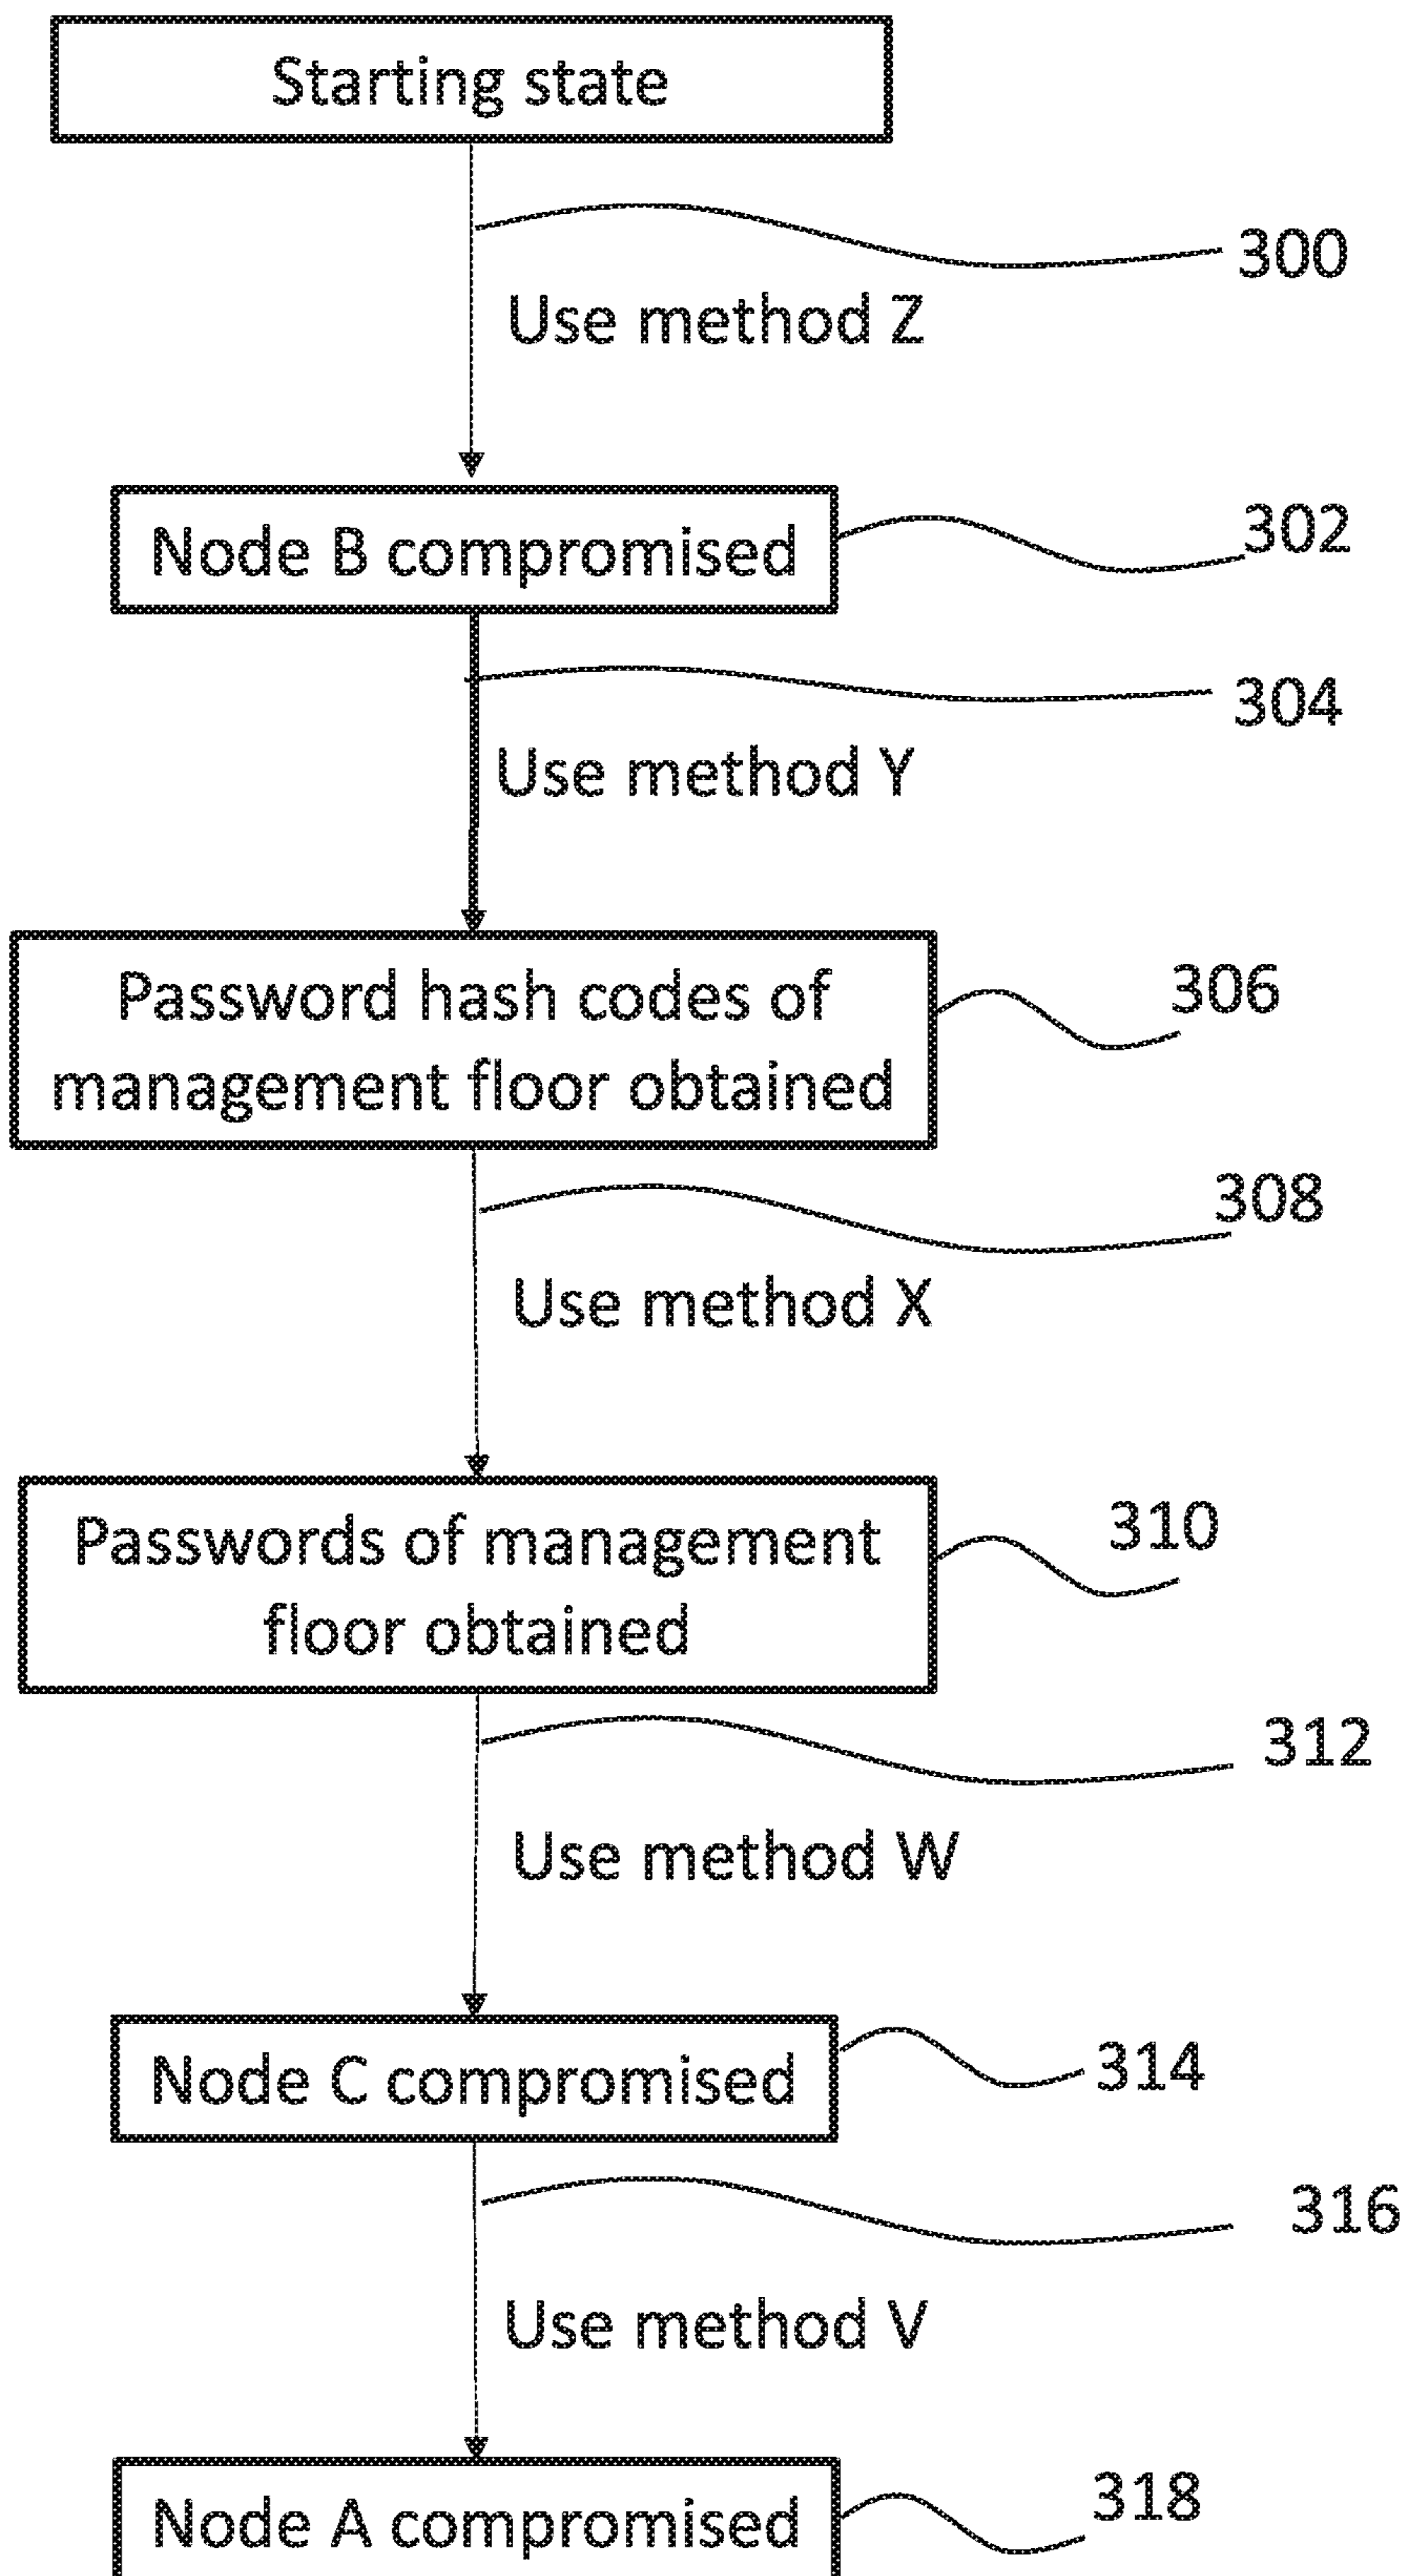 Starting state
300
Use method Z
Node B compromised
302
304
Use method Y
Password hash codes of
management floor obtained
306
308
Use method X
Passwords of management
floor obtained
310
312
Use method W
Node C compromised
314
316
Use method V
Node A compromised
318